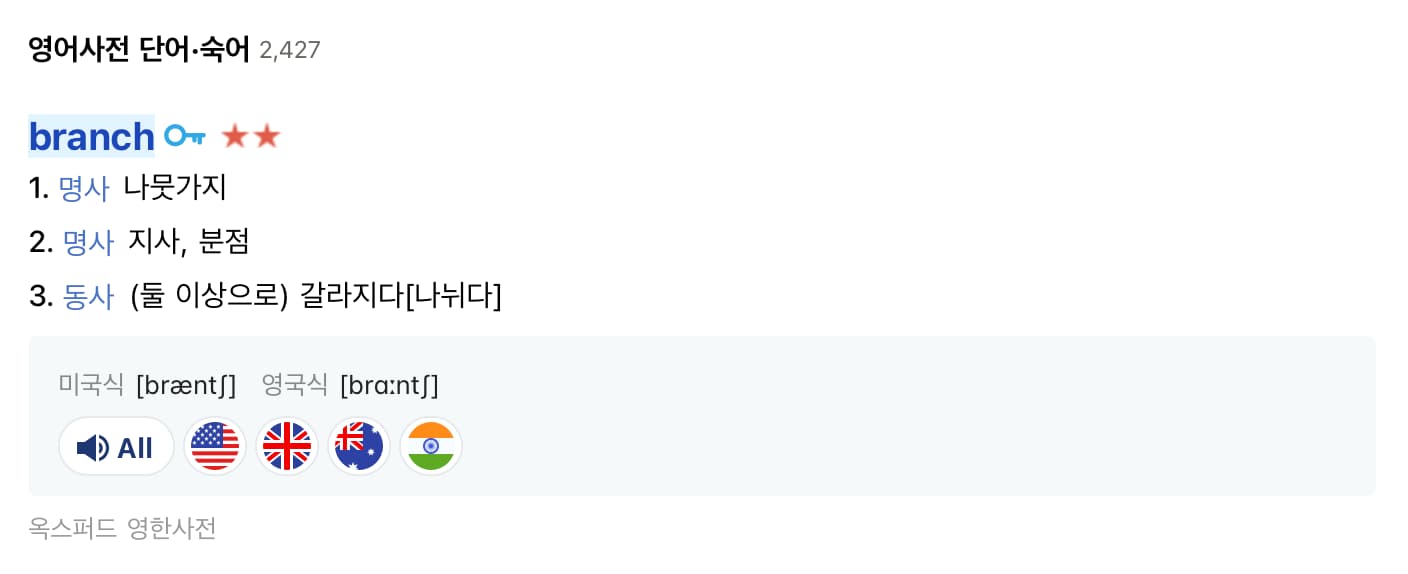 영어사전 단어·숙어 2,427
branch
1. 명사 나뭇가지
2. 명사 지사, 분점
3. 동사 (둘 이상으로) 갈라지다[나뉘다]
미국식 [bræntʃ] 영국식 [brɑːntʃ]
All
옥스퍼드 영한사전